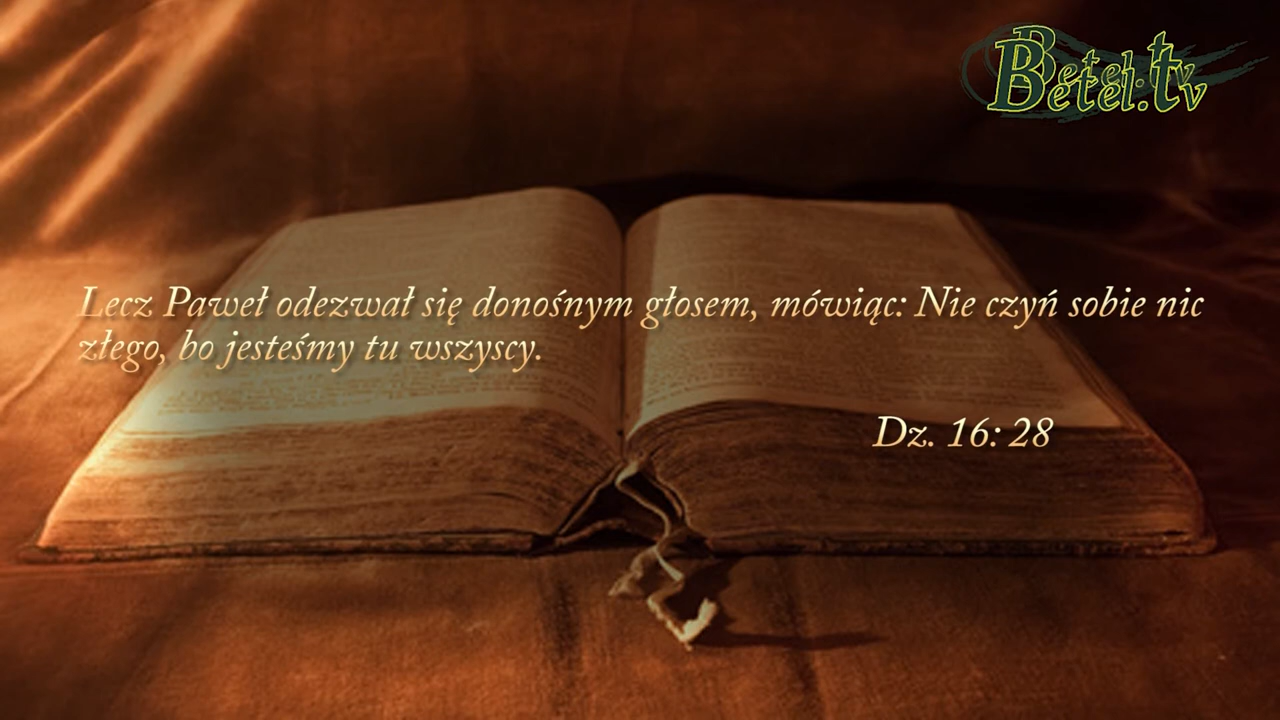 Betel.tv
Lecz Paweł odezwał się donośnym głosem, mówiąc: Nie czyń sobie nic
złego, bo jesteśmy tu wszyscy.
Dz. 16: 28